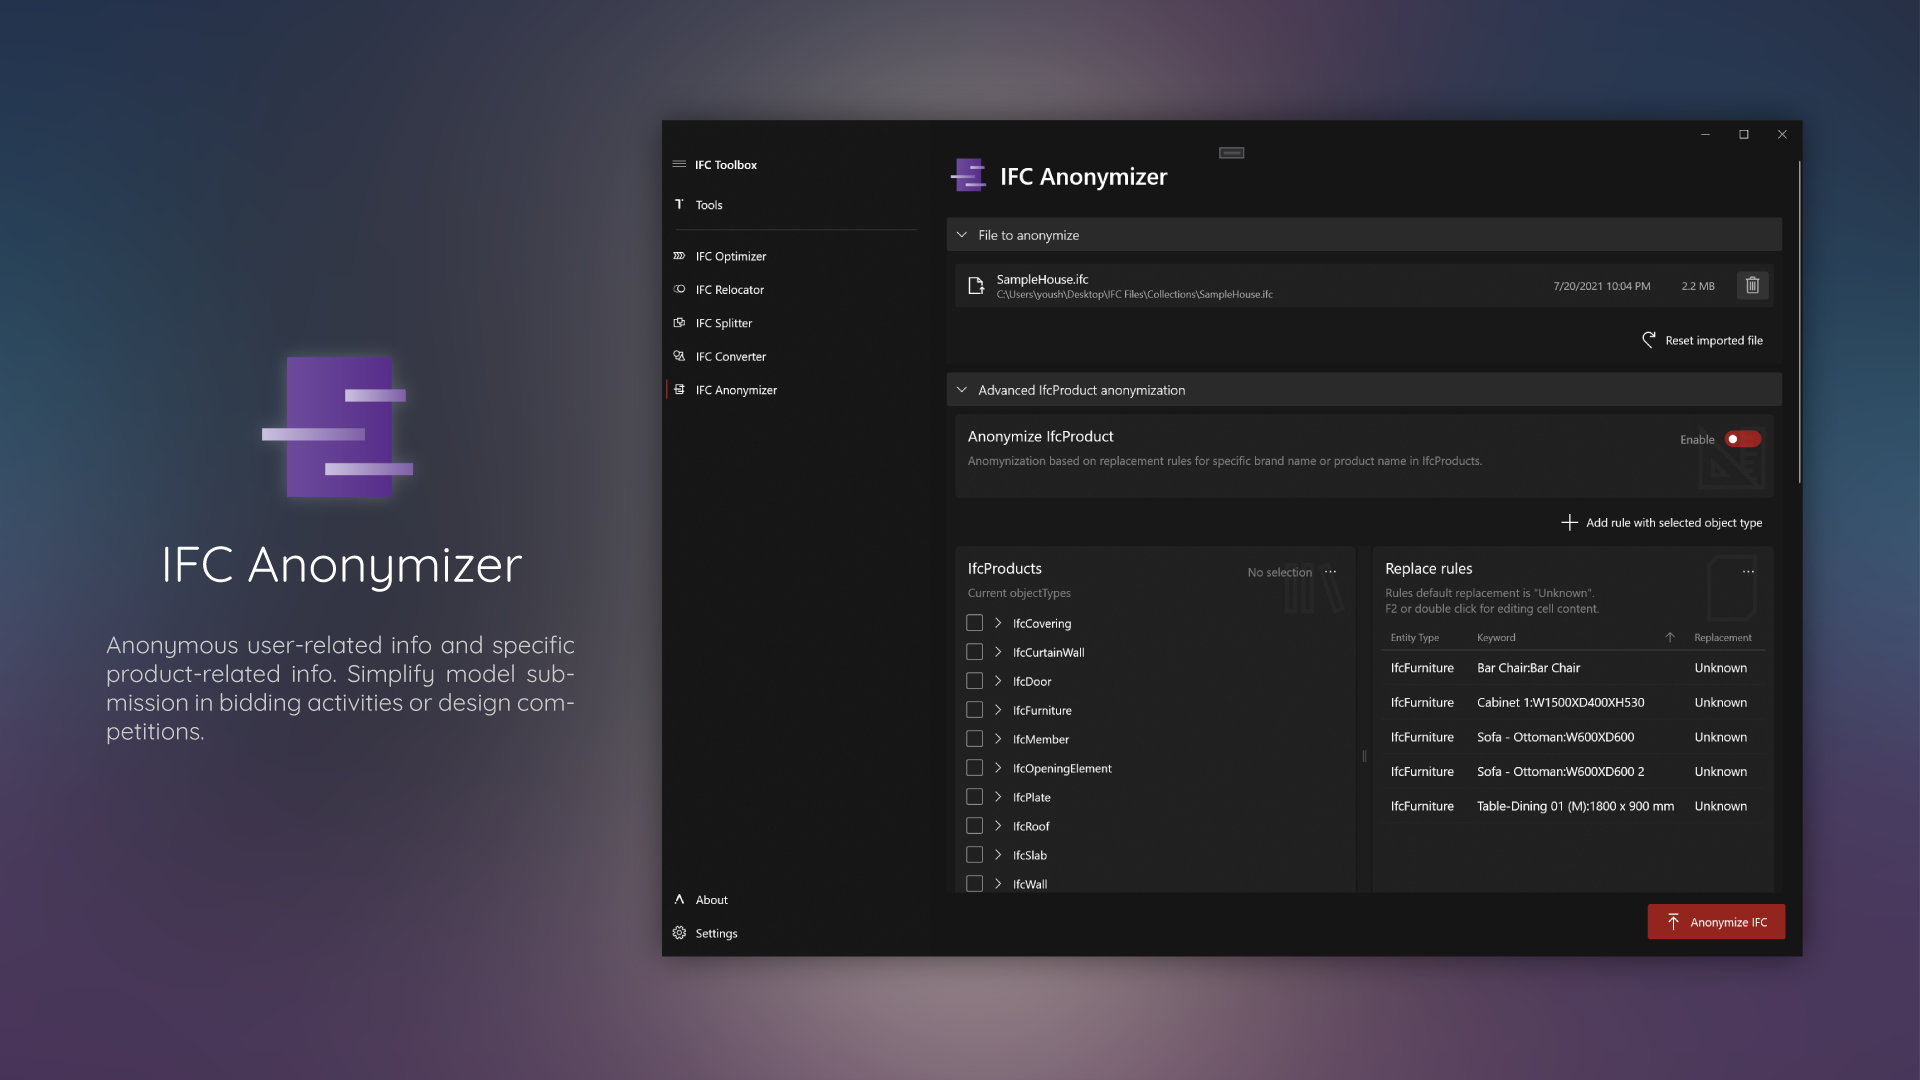 IFC Anonymizer
Anonymous user-related info and specific
product-related info. Simplify model sub-
mission in bidding activities or design com-
petitions.
IFC Toolbox
Tools
IFC Optimizer
IFC Relocator
IFC Splitter
IFC Converter
IFC Anonymizer
About
Settings
IFC Anonymizer
File to anonymize
SampleHouse.ifc
C:\Users\yoush\Desktop\IFC Files\Collections\SampleHouse.ifc
7/20/2021 10:04 PM 2.2 MB
Reset imported file
Advanced IfcProduct anonymization
Anonymize IfcProduct
Enable
Anomynization based on replacement rules for specific brand name or product name in IfcProducts.
Add rule with selected object type
IfcProducts
No selection ...
Current objectTypes
IfcCovering
IfcCurtainWall
IfcDoor
IfcFurniture
IfcMember
IfcOpeningElement
IfcPlate
IfcRoof
IfcSlab
IfcWall
Replace rules ...
Rules default replacement is "Unknown".
F2 or double click for editing cell content.
Entity Type Keyword Replacement
IfcFurniture Bar Chair:Bar Chair Unknown
IfcFurniture Cabinet 1:W1500XD400XH530 Unknown
IfcFurniture Sofa - Ottoman:W600XD600 Unknown
IfcFurniture Sofa - Ottoman:W600XD600 2 Unknown
IfcFurniture Table-Dining 01 (M):1800 x 900 mm Unknown
Anonymize IFC